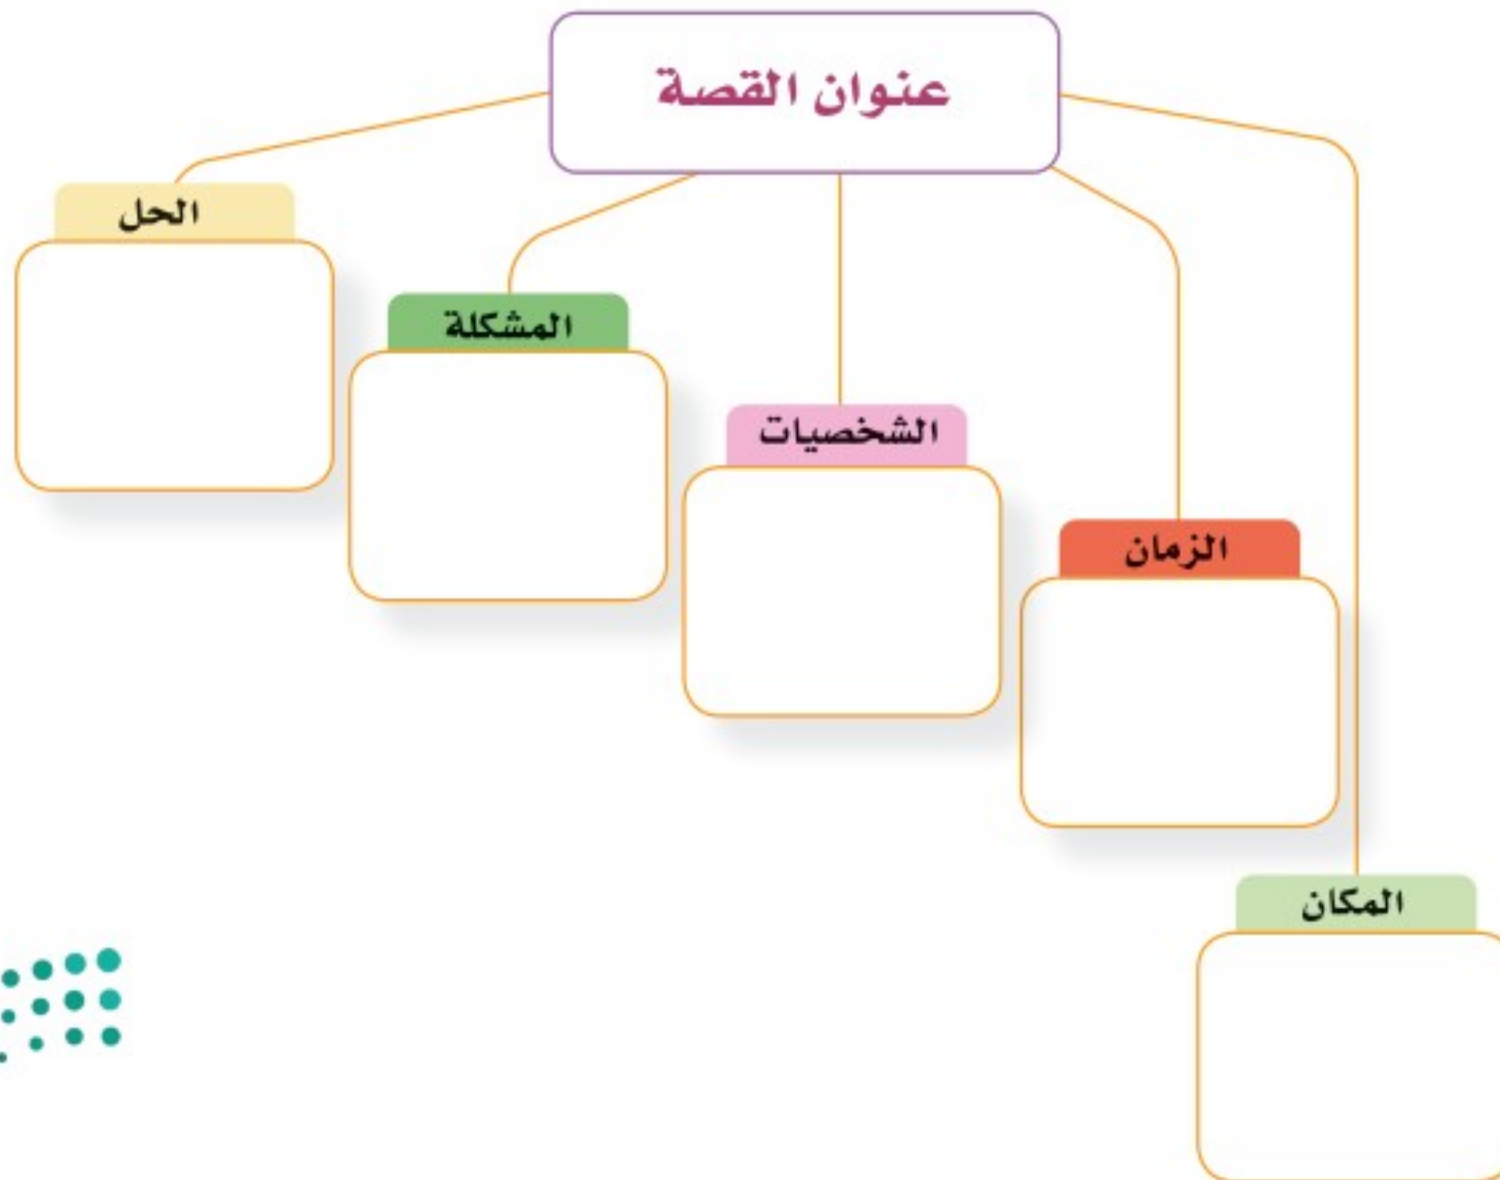 عنوان القصة
الحل
المشكلة
الشخصيات
الزمان
المكان